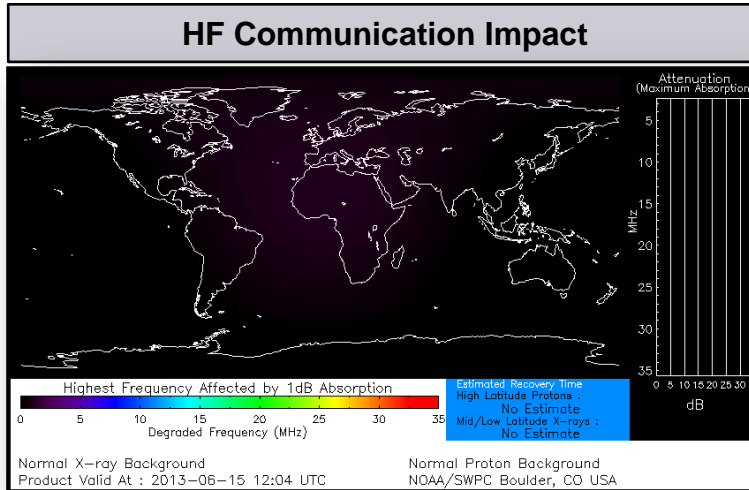 HF Communication Impact
Attenuation
(Maximum Absorption
5
10
15
20
25
30
35
MHz
0 5 10 15 20 25 30
dB
Highest Frequency Affected by 1dB Absorption
0 5 10 15 20 25 30 35
Degraded Frequency (MHz)
Estimated Recovery Time
High Latitude Protons :
No Estimate
Mid/Low Latitude X-rays :
No Estimate
Normal X-ray Background
Product Valid At : 2013-06-15 12:04 UTC
Normal Proton Background
NOAA/SWPC Boulder, CO USA